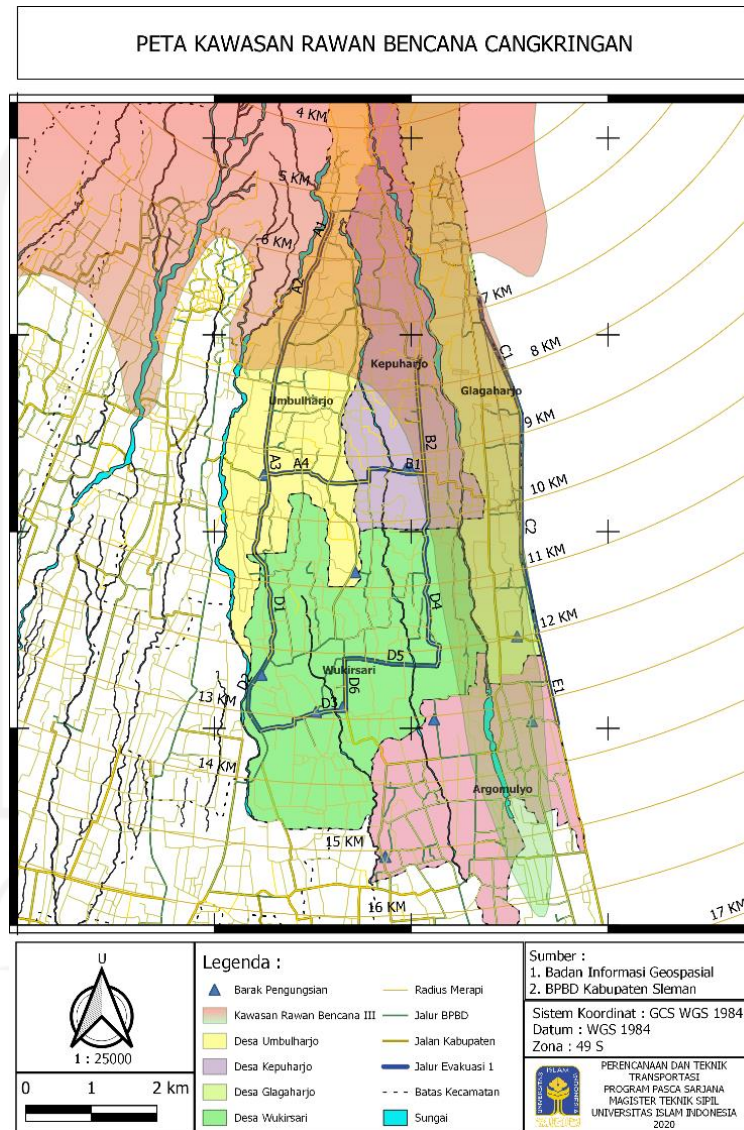 PETA KAWASAN RAWAN BENCANA CANGKRINGAN
4 KM
5 KM
A1
6 KM
A2
7 KM
C1
8 KM
Kepuharjo
Glagaharjo
Umbulharjo
9 KM
B2
A3
A4
B1
10 KM
C2
11 KM
D1
D4
12 KM
D5
Wukirsari
D2
D6
E1
13 KM
D3
14 KM
Argomulyo
15 KM
16 KM
17 KM
U
1 : 25000
0 1 2 km
Legenda :
Barak Pengungsian
Kawasan Rawan Bencana III
Desa Umbulharjo
Desa Kepuharjo
Desa Glagaharjo
Desa Wukirsari
Radius Merapi
Jalur BPBD
Jalan Kabupaten
Jalur Evakuasi 1
Batas Kecamatan
Sungai
Sumber :
1. Badan Informasi Geospasial
2. BPBD Kabupaten Sleman
Sistem Koordinat : GCS WGS 1984
Datum : WGS 1984
Zona : 49 S
UNIVERSITAS ISLAM INDONESIA
PERENCANAAN DAN TEKNIK
TRANSPORTASI
PROGRAM PASCA SARJANA
MAGISTER TEKNIK SIPIL
UNIVERSITAS ISLAM INDONESIA
2020